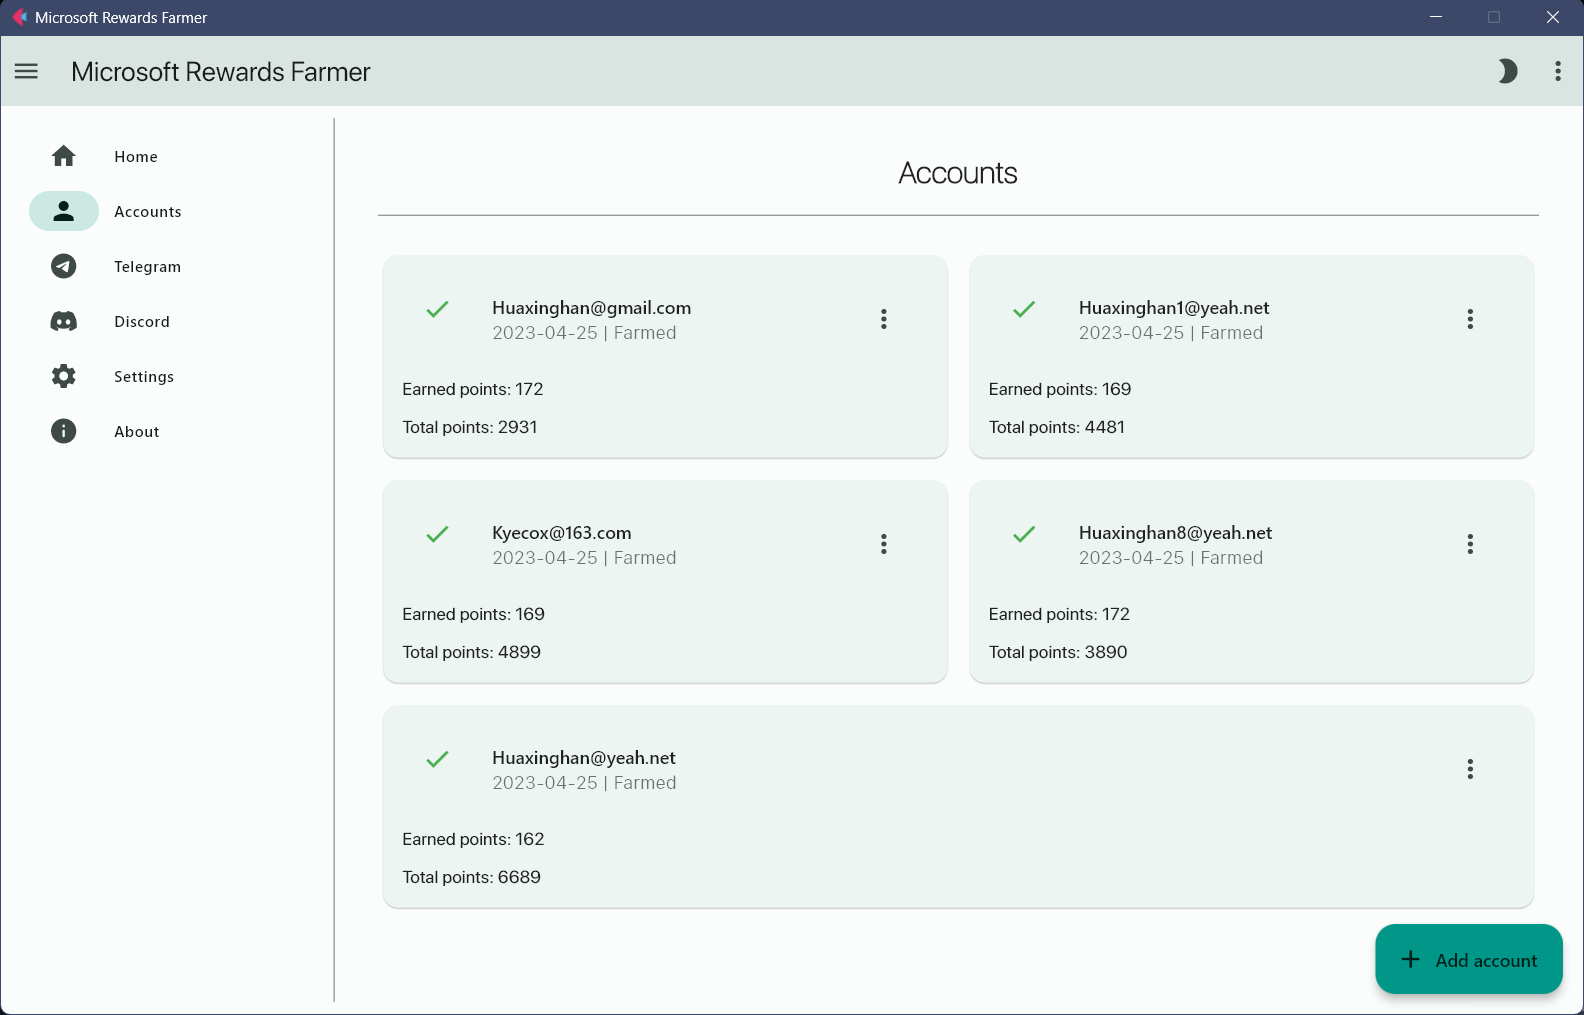 Microsoft Rewards Farmer
Microsoft Rewards Farmer
Home
Accounts
Telegram
Discord
Settings
About
Accounts
Huaxinghan@gmail.com
2023-04-25 | Farmed
Earned points: 172
Total points: 2931
Huaxinghan1@yeah.net
2023-04-25 | Farmed
Earned points: 169
Total points: 4481
Kyecox@163.com
2023-04-25 | Farmed
Earned points: 169
Total points: 4899
Huaxinghan8@yeah.net
2023-04-25 | Farmed
Earned points: 172
Total points: 3890
Huaxinghan@yeah.net
2023-04-25 | Farmed
Earned points: 162
Total points: 6689
Add account